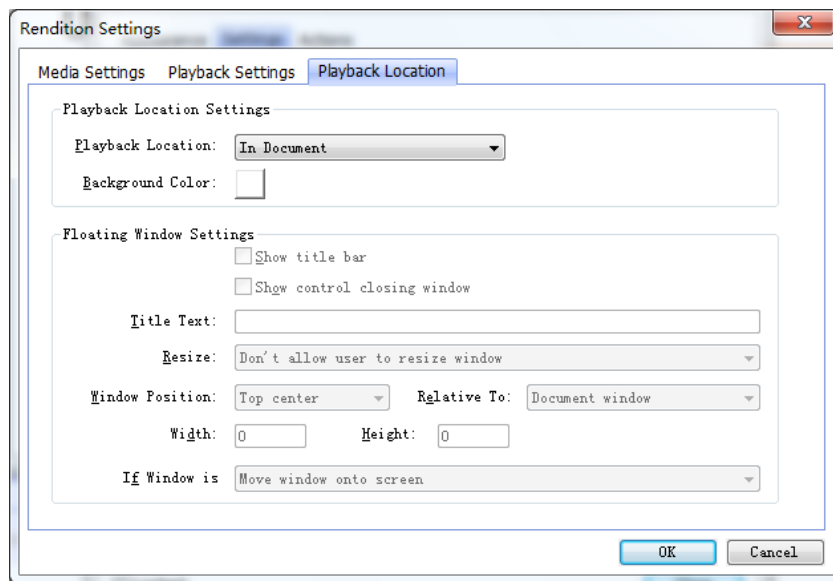 Rendition Settings
Settings
Media Settings Playback Settings Playback Location
Playback Location Settings
Playback Location: In Document
Background Color:
Floating Window Settings
Show title bar
Show control closing window
Title Text:
Resize: Don't allow user to resize window
Window Position: Top center Relative To: Document window
Width: 0 Height: 0
If Window is Move window onto screen
OK Cancel